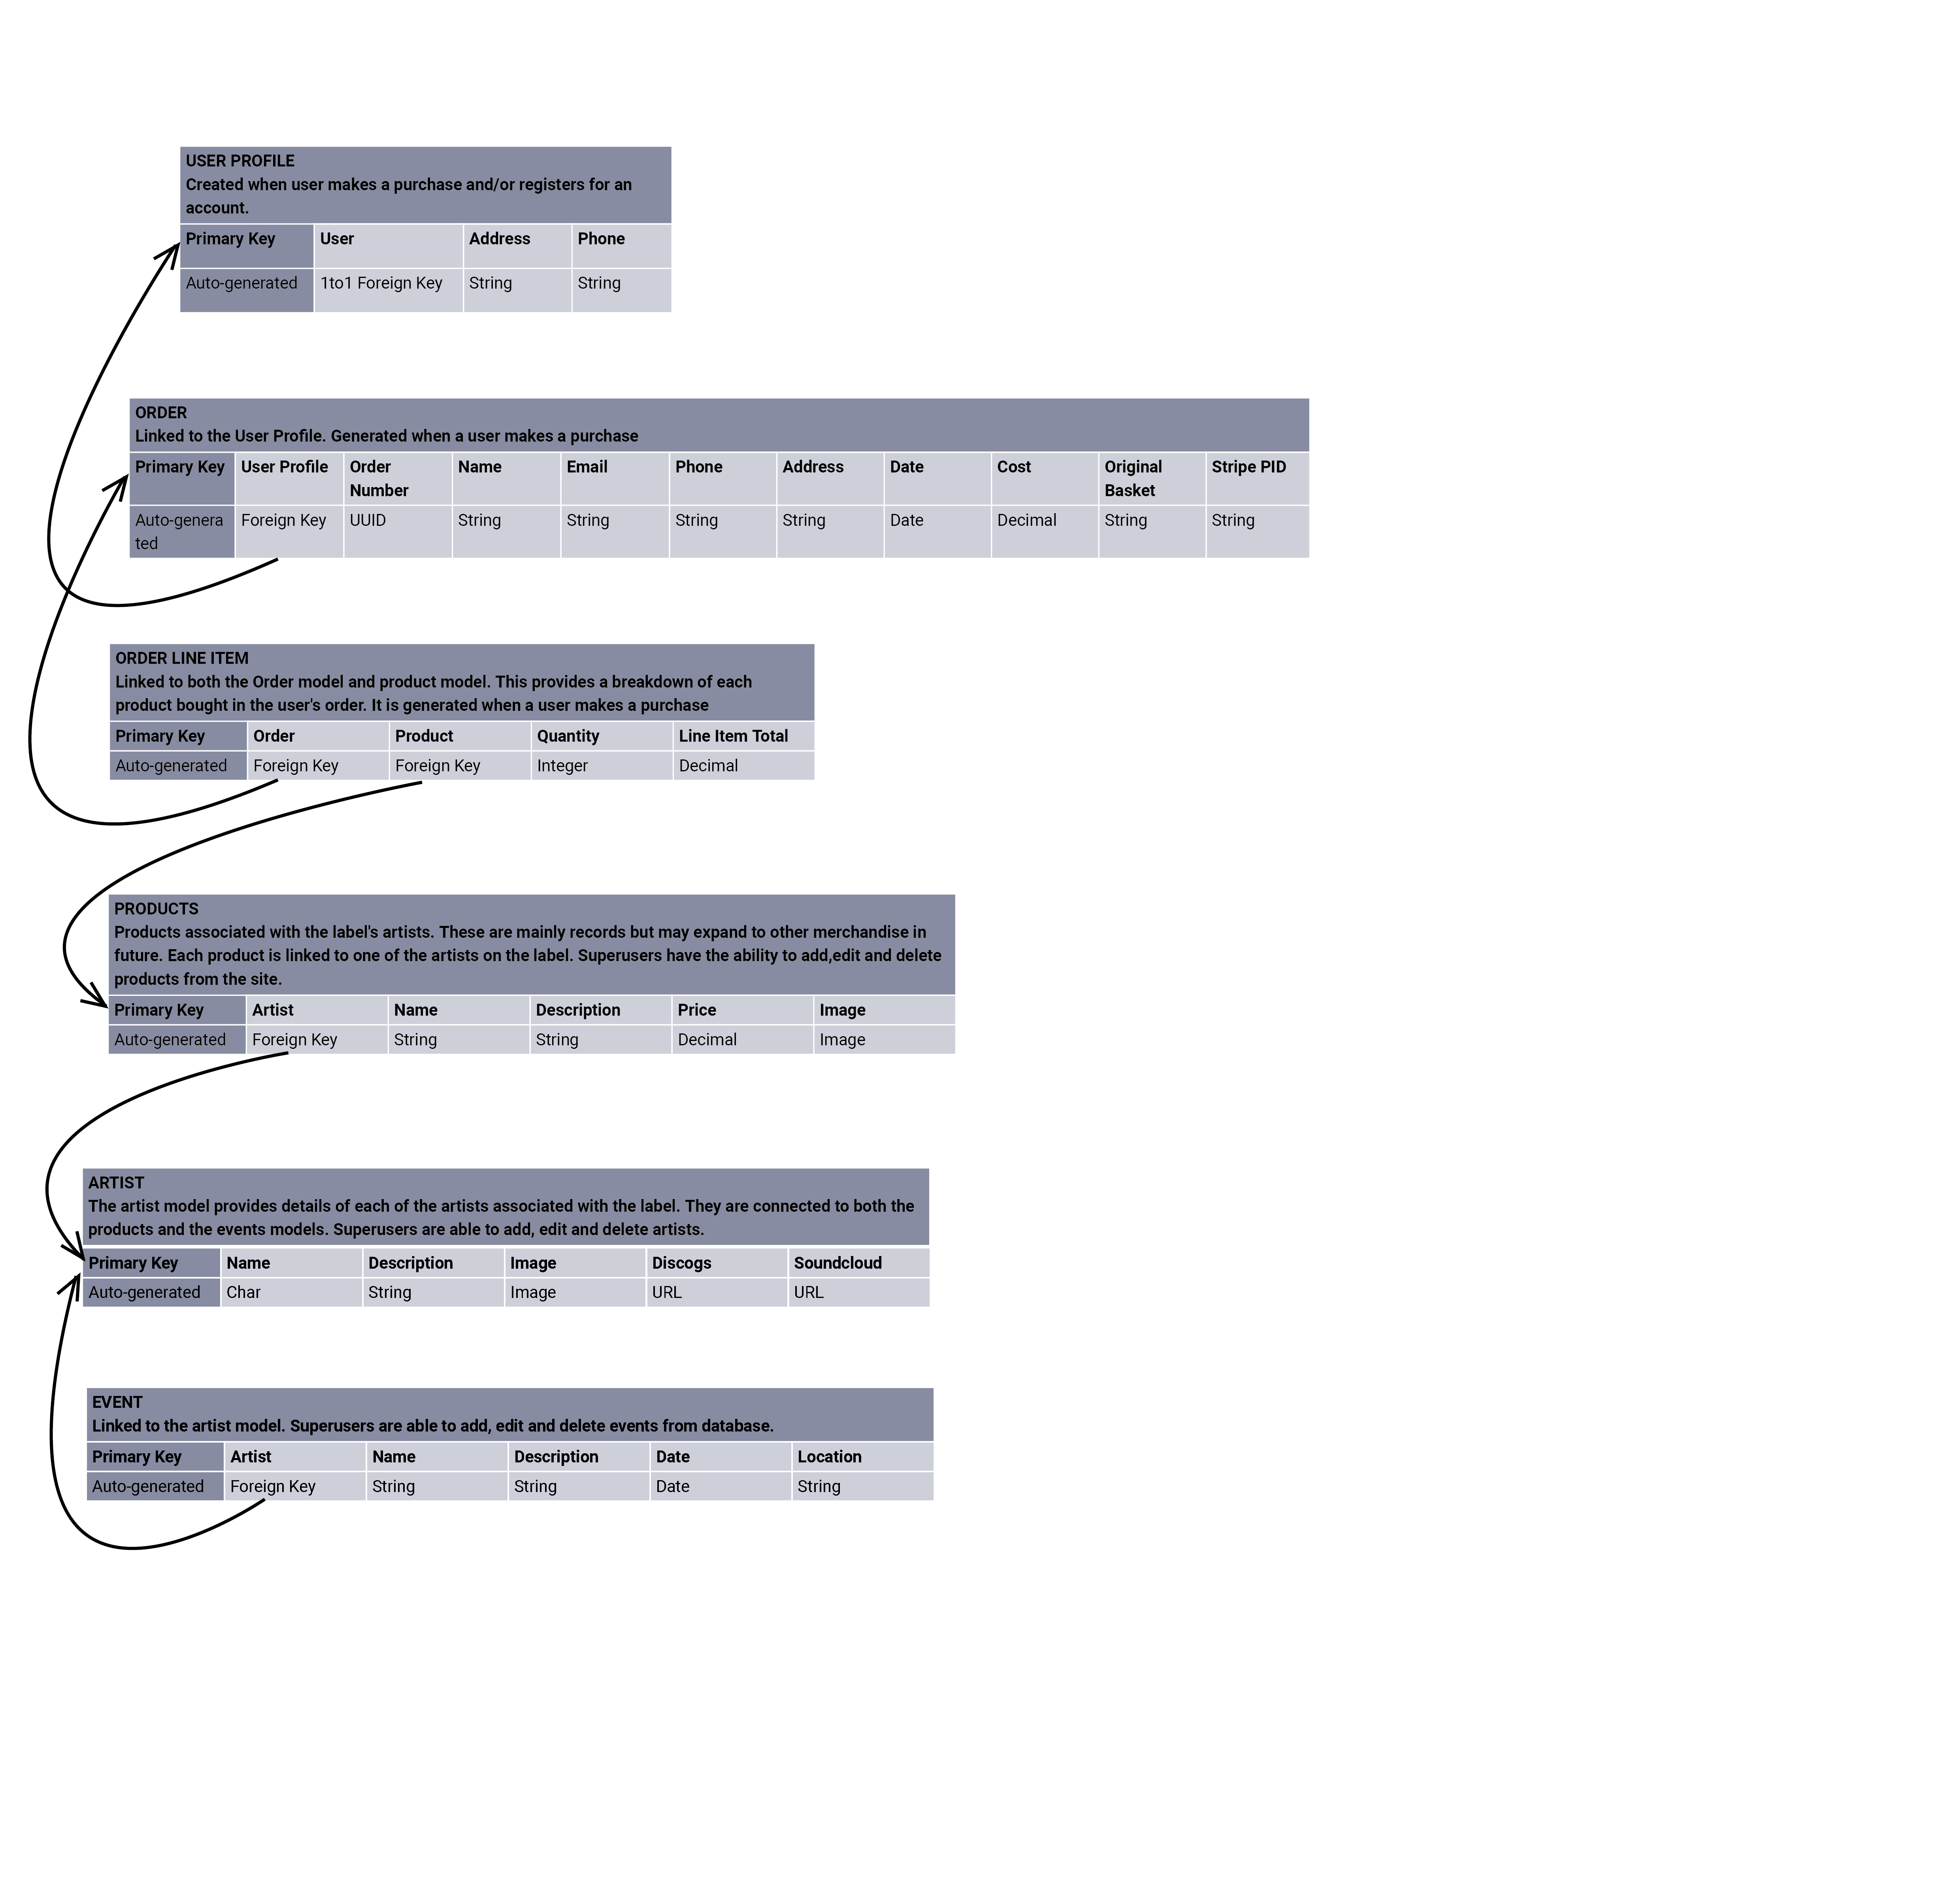 USER PROFILE
Created when user makes a purchase and/or registers for an
account.
Primary Key User Address Phone
Auto-generated 1to1 Foreign Key String String
ORDER
Linked to the User Profile. Generated when a user makes a purchase
Primary Key User Profile Order Name Email Phone Address Date Cost Original Stripe PID
Number Basket
Auto-genera Foreign Key UUID String String String String Date Decimal String String
ted
ORDER LINE ITEM
Linked to both the Order model and product model. This provides a breakdown of each
product bought in the user's order. It is generated when a user makes a purchase
Primary Key Order Product Quantity Line Item Total
Auto-generated Foreign Key Foreign Key Integer Decimal
PRODUCTS
Products associated with the label's artists. These are mainly records but may expand to other merchandise in
future. Each product is linked to one of the artists on the label. Superusers have the ability to add,edit and delete
products from the site.
Primary Key Artist Name Description Price Image
Auto-generated Foreign Key String String Decimal Image
ARTIST
The artist model provides details of each of the artists associated with the label. They are connected to both the
products and the events models. Superusers are able to add, edit and delete artists.
Primary Key Name Description Image Discogs Soundcloud
Auto-generated Char String Image URL URL
EVENT
Linked to the artist model. Superusers are able to add, edit and delete events from database.
Primary Key Artist Name Description Date Location
Auto-generated Foreign Key String String Date String